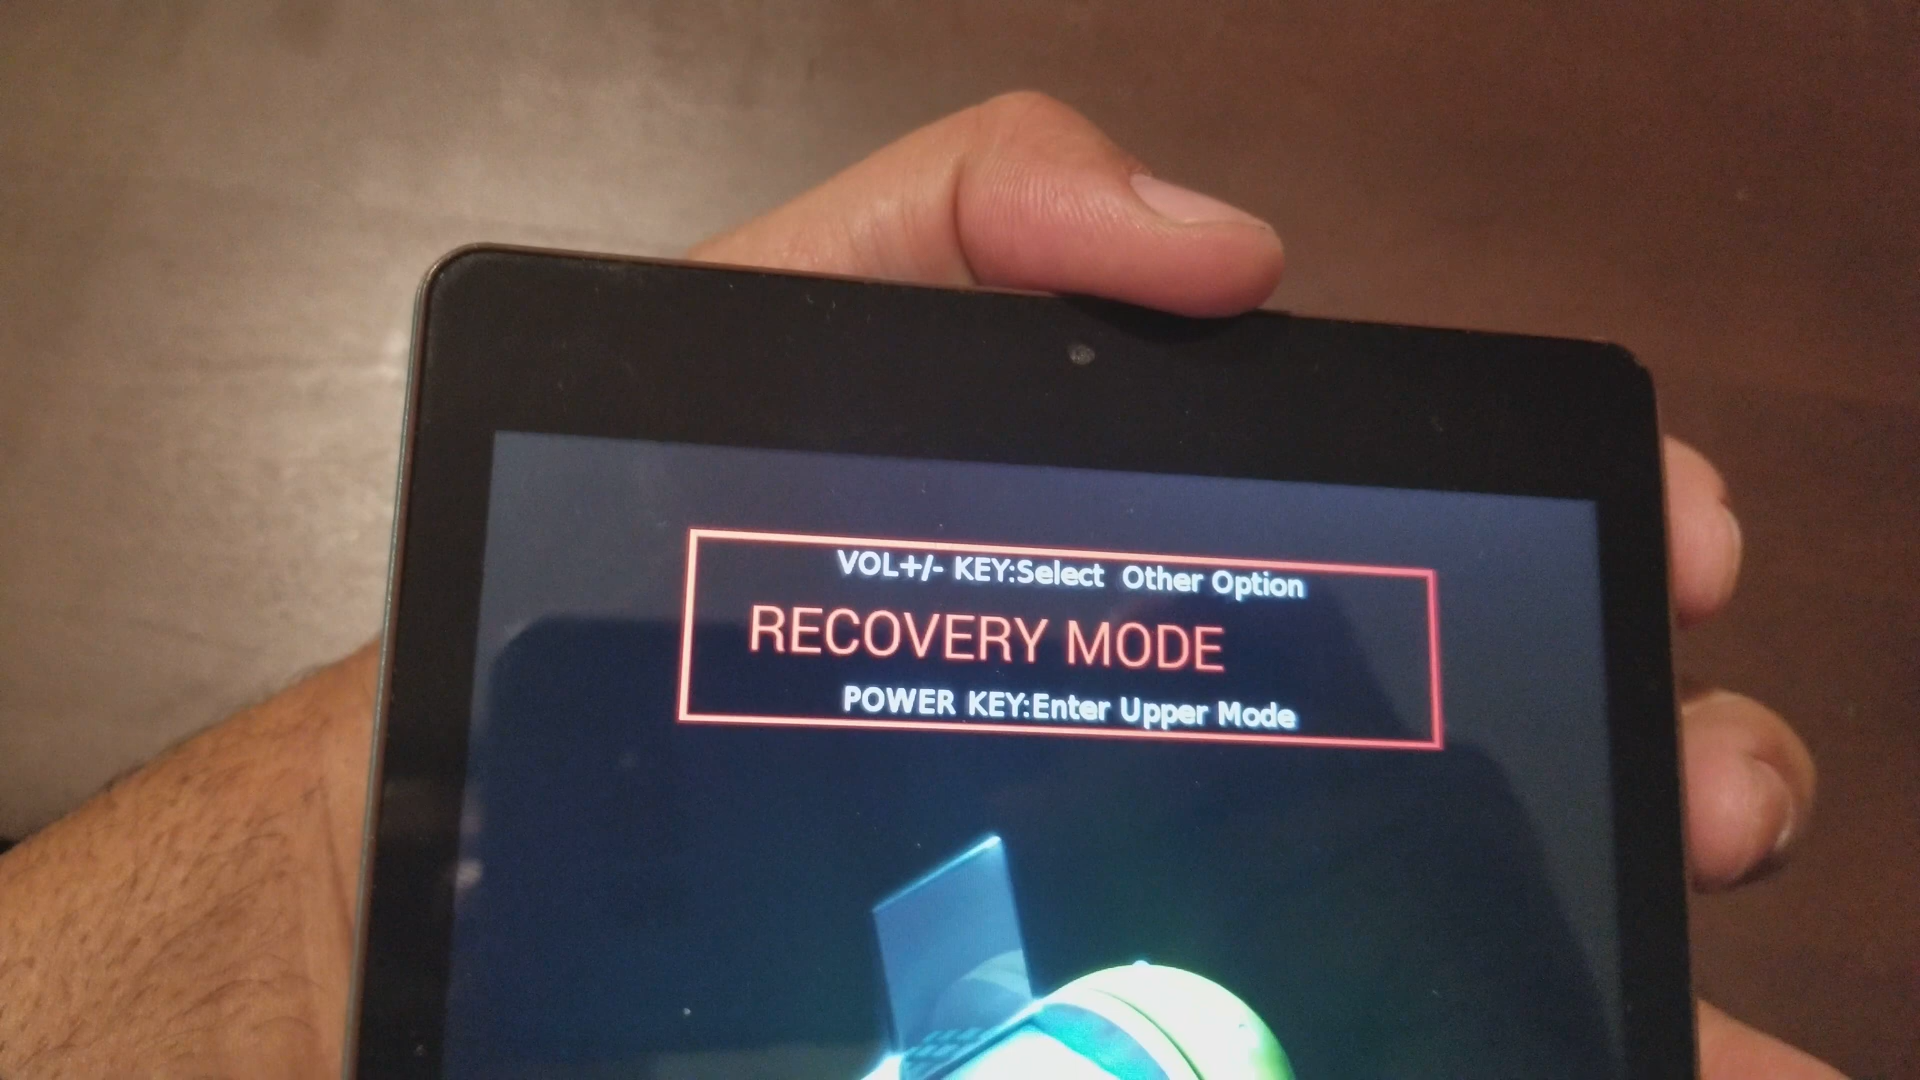 VOL+/- KEY:Select Other Option
RECOVERY MODE
POWER KEY:Enter Upper Mode